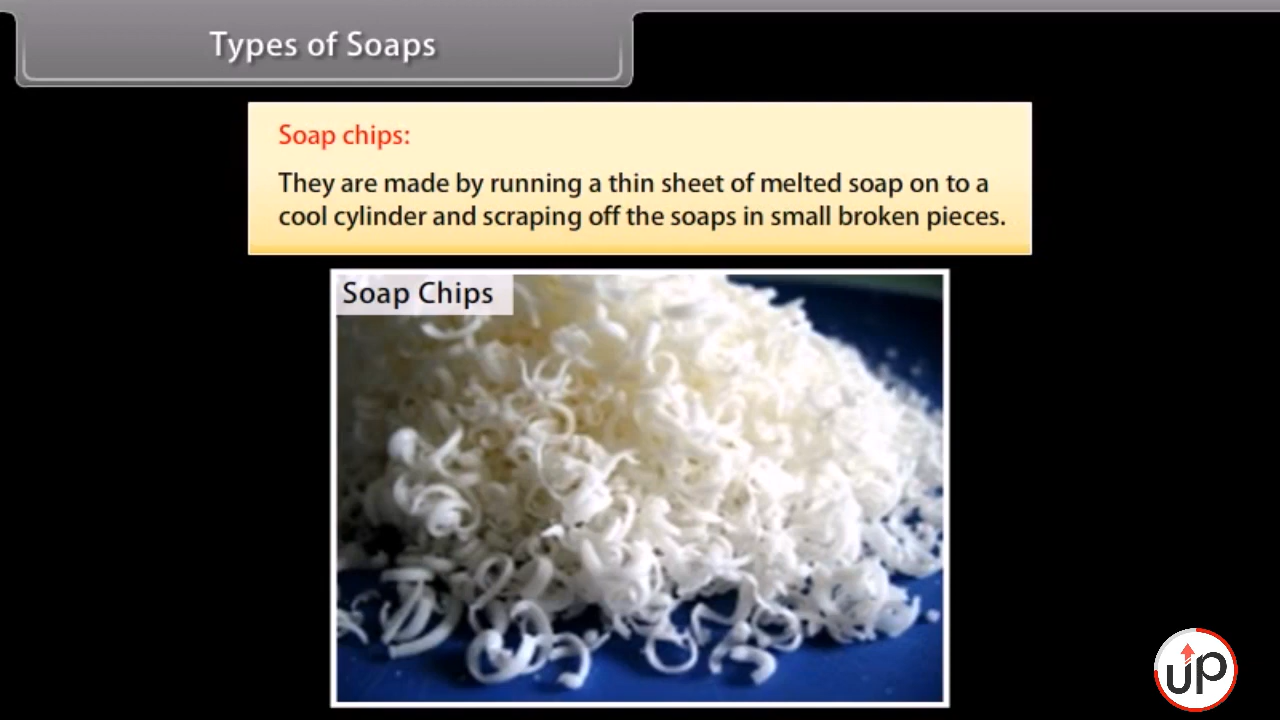 Types of Soaps
Soap chips:
They are made by running a thin sheet of melted soap on to a
cool cylinder and scraping off the soaps in small broken pieces.
Soap Chips
UP